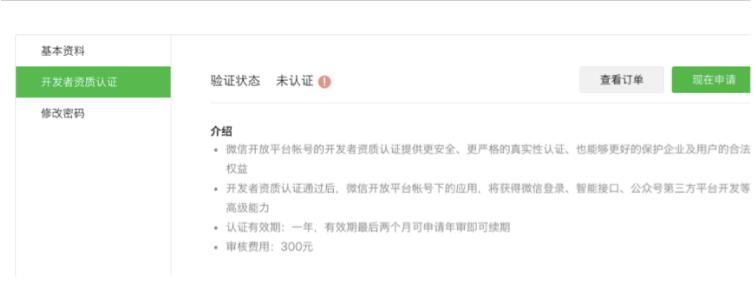 基本资料
开发者资质认证
修改密码
验证状态 未认证
查看订单
现在申请
介绍
微信开放平台帐号的开发者资质认证提供更安全、更严格的真实性认证、也能够更好的保护企业及用户的合法
权益
开发者资质认证通过后，微信开放平台帐号下的应用，将获得微信登录、智能接口、公众号第三方平台开发等
高级能力
认证有效期：一年，有效期最后两个月可申请年审即可续期
审核费用：300元